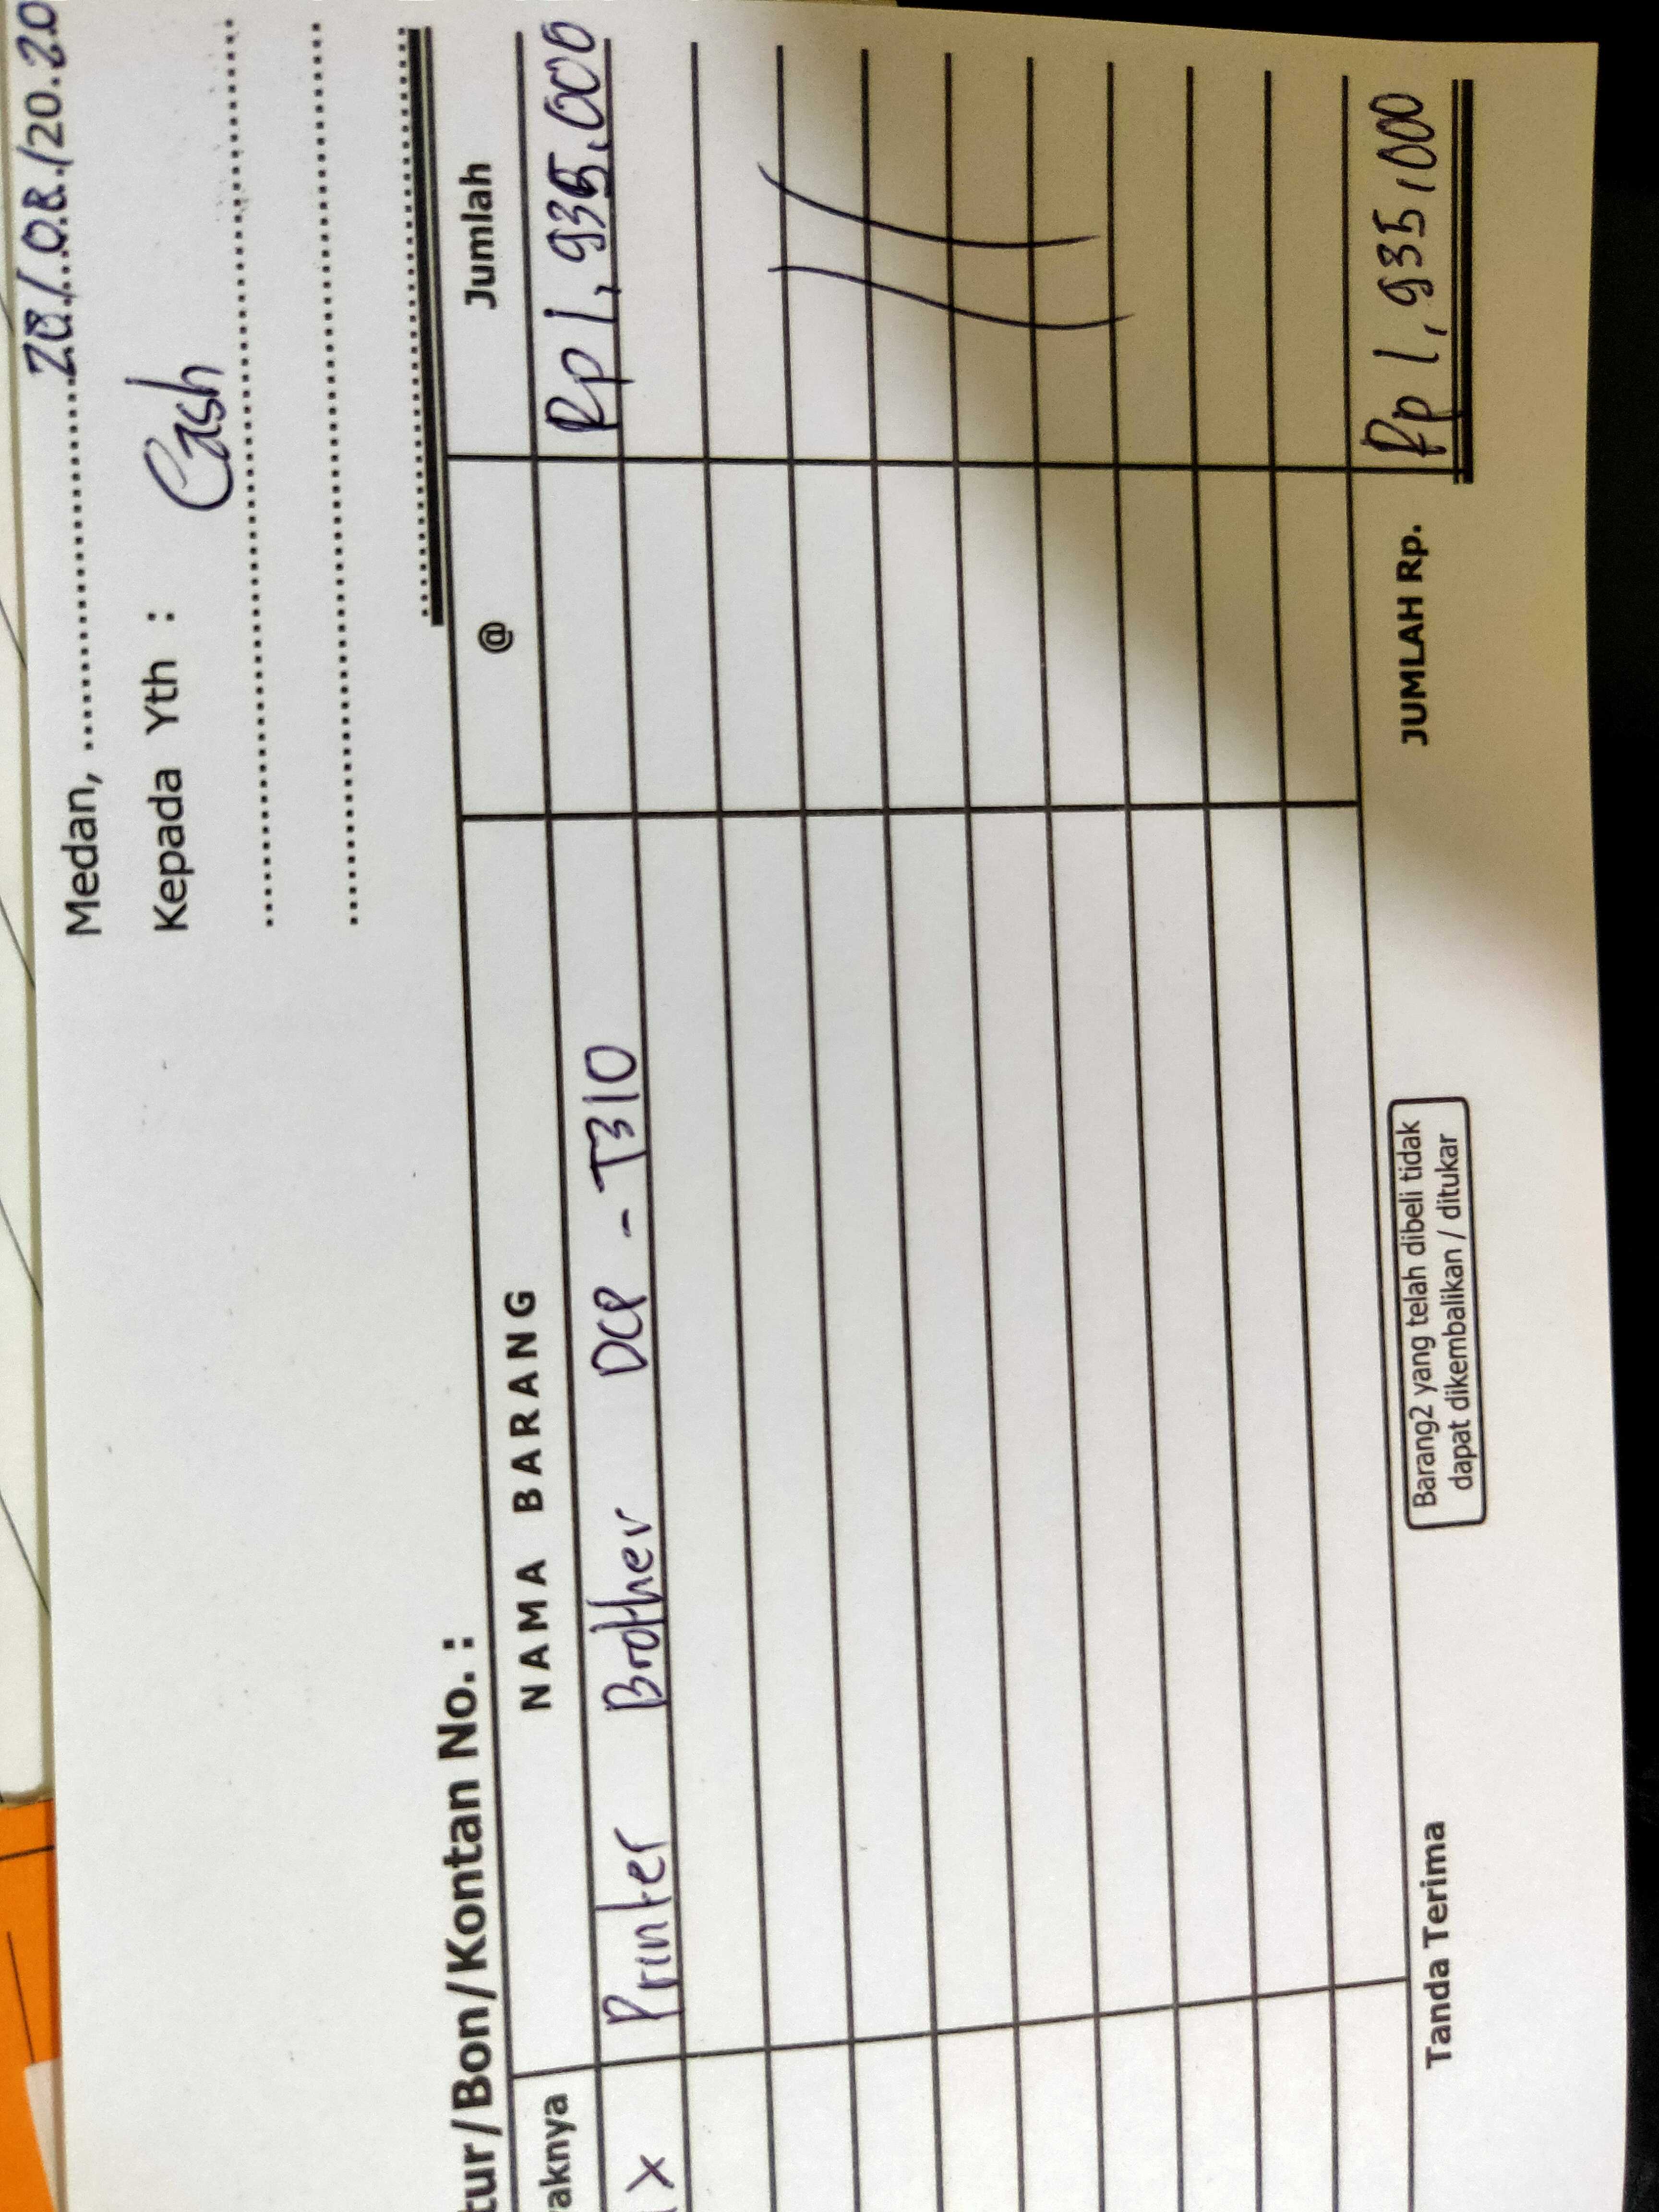 Medan, 28/.08./20.20
Kepada Yth :
Cash
tur/Bon/Kontan No. :
aknya NAMA BARANG @ Jumlah
x Printer Brother DCP - T310 Rp 1,935.000
Tanda Terima
Barang2 yang telah dibeli tidak
dapat dikembalikan / ditukar
JUMLAH Rp. Rp 1,935,000